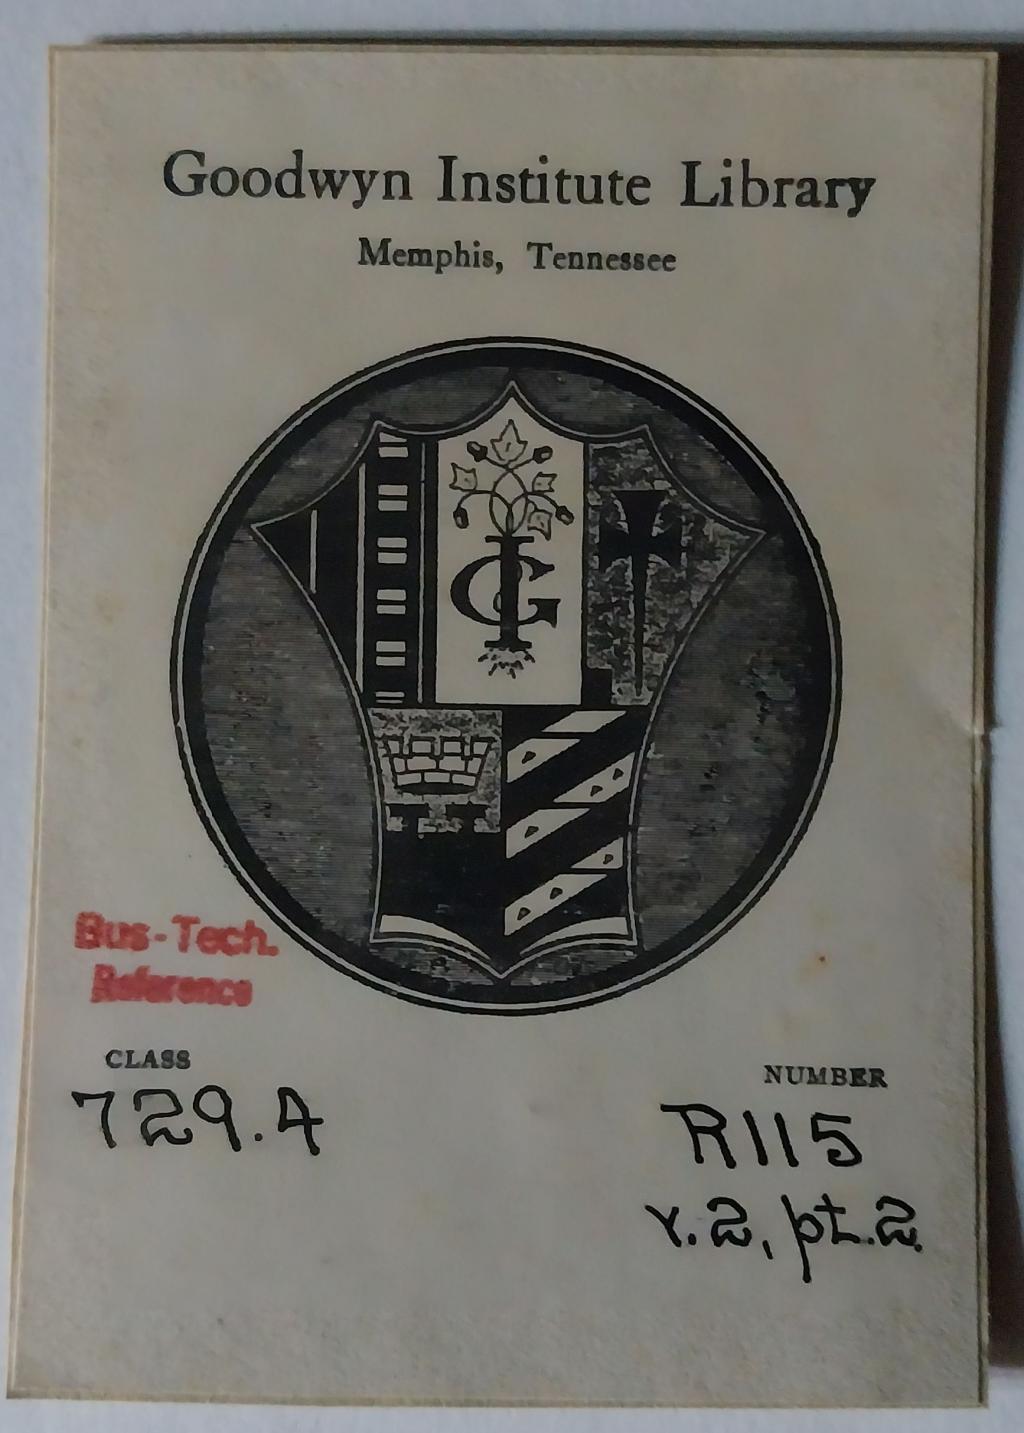 Goodwyn Institute Library
Memphis, Tennessee
GI
Bus-Tech.
Reference
CLASS
729.4
NUMBER
R115
v.2, pt.2.